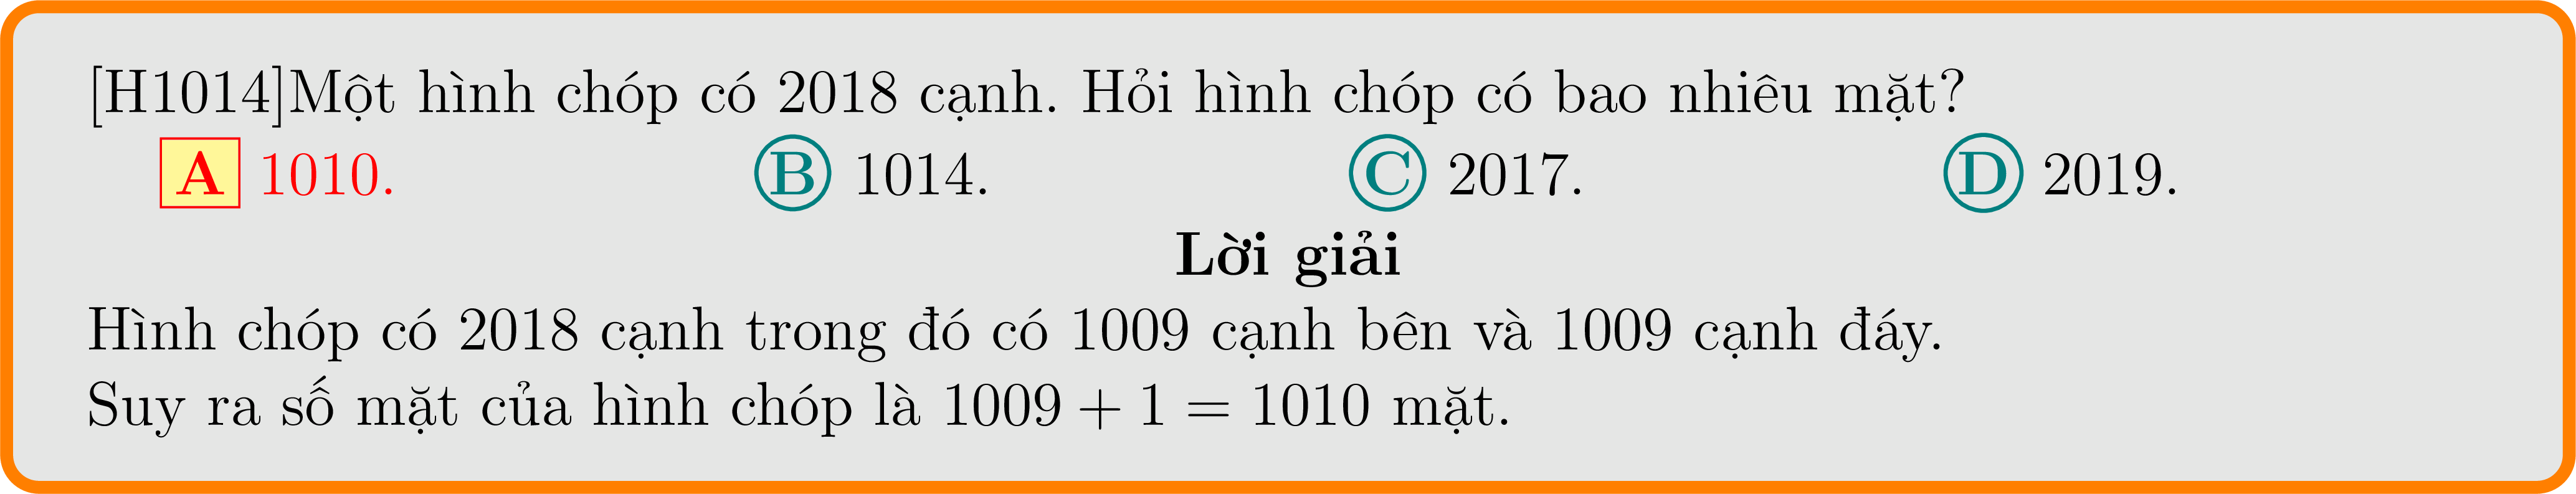 [H1014]Một hình chóp có 2018 cạnh. Hỏi hình chóp có bao nhiêu mặt?
A 1010. B 1014. C 2017. D 2019.
Lời giải
Hình chóp có 2018 cạnh trong đó có 1009 cạnh bên và 1009 cạnh đáy.
Suy ra số mặt của hình chóp là 1009 + 1 = 1010 mặt.